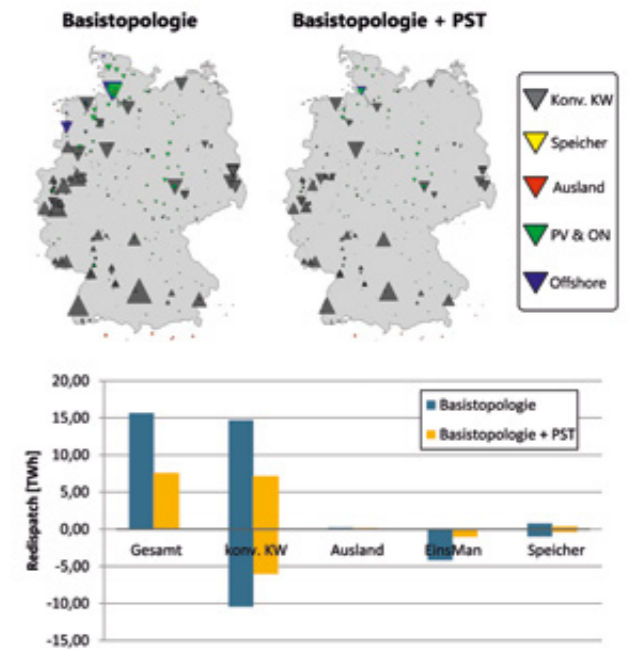 Basistopologie
Basistopologie + PST
Konv. KW
Speicher
Ausland
PV & ON
Offshore
20,00
15,00
10,00
5,00
0,00
-5,00
-10,00
-15,00
Redispatch [TWh]
Basistopologie
Basistopologie + PST
Gesamt
konv. KW
Ausland
EinsMan
Speicher